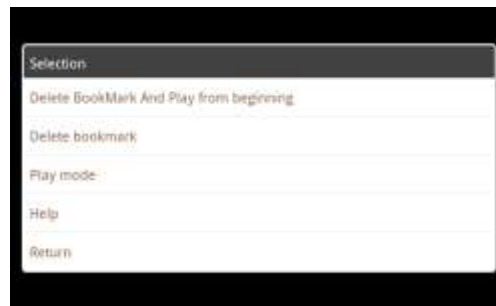 Selection
Delete BookMark And Play from beginning
Delete bookmark
Play mode
Help
Return